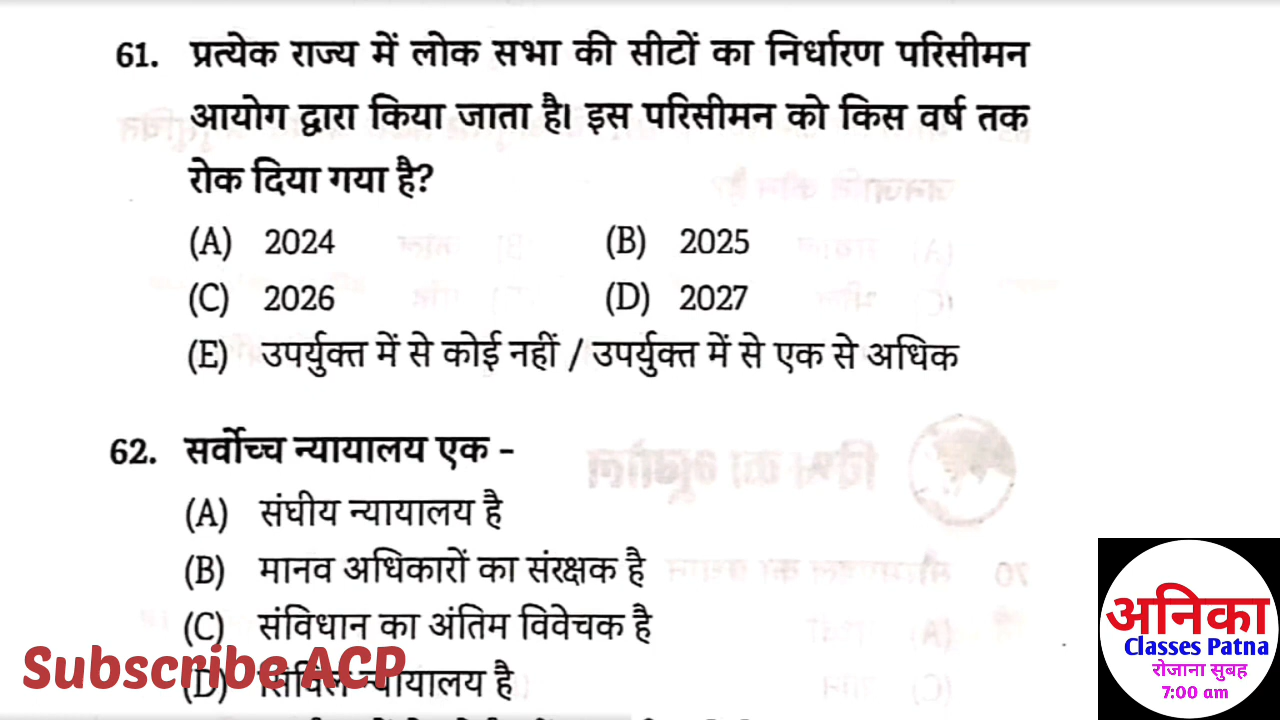 61. प्रत्येक राज्य में लोक सभा की सीटों का निर्धारण परिसीमन
आयोग द्वारा किया जाता है। इस परिसीमन को किस वर्ष तक
रोक दिया गया है?
(A) 2024 (B) 2025
(C) 2026 (D) 2027
(E) उपर्युक्त में से कोई नहीं / उपर्युक्त में से एक से अधिक
62. सर्वोच्च न्यायालय एक -
(A) संघीय न्यायालय है
(B) मानव अधिकारों का संरक्षक है
(C) संविधान का अंतिम विवेचक है
(D) सिविल न्यायालय है
Subscribe ACP
अनिका
Classes Patna
रोजाना सुबह
7:00 am